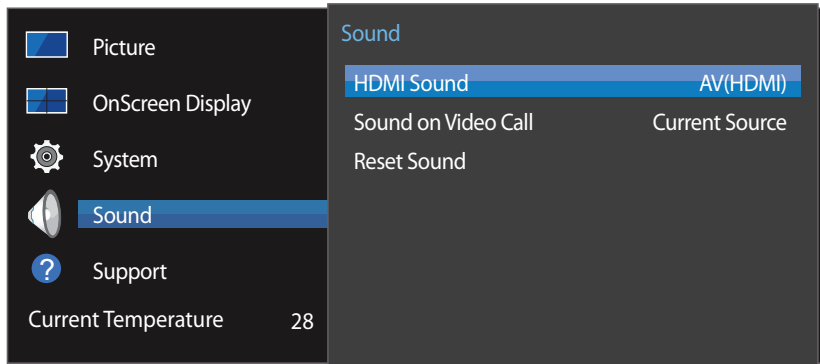 Picture
OnScreen Display
System
Sound
Support
Current Temperature 28
Sound
HDMI Sound AV(HDMI)
Sound on Video Call Current Source
Reset Sound